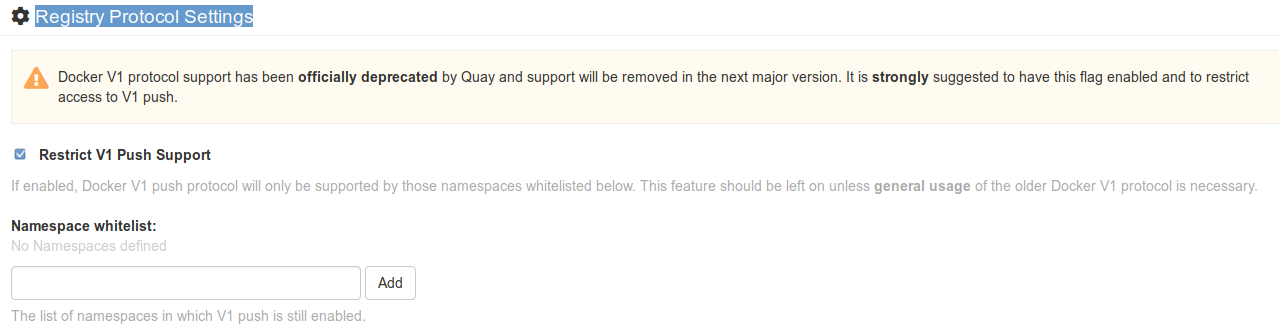 Registry Protocol Settings
Docker V1 protocol support has been officially deprecated by Quay and support will be removed in the next major version. It is strongly suggested to have this flag enabled and to restrict
access to V1 push.
Restrict V1 Push Support
If enabled, Docker V1 push protocol will only be supported by those namespaces whitelisted below. This feature should be left on unless general usage of the older Docker V1 protocol is necessary.
Namespace whitelist:
No Namespaces defined
Add
The list of namespaces in which V1 push is still enabled.